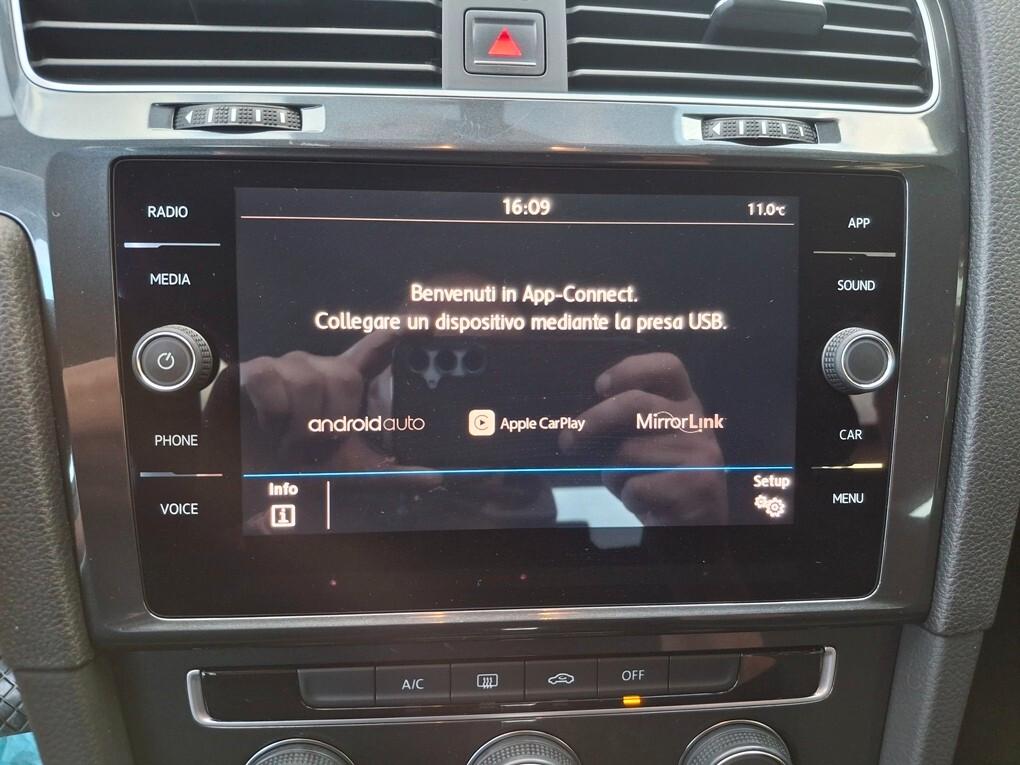 RADIO
MEDIA
PHONE
VOICE
16:09
11.0°C
Benvenuti in App-Connect.
Collegare un dispositivo mediante la presa USB.
androidauto
Apple CarPlay
MirrorLink
Info
Setup
APP
SOUND
CAR
MENU
A/C
OFF